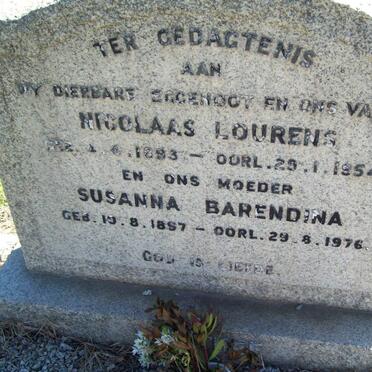 TER GEDAGTENIS
AAN
MY DIERBARE EGGENOOT EN ONS VA
NICOLAAS LOURENS
GEB. 4. 6. 1893 – OORL. 29. 1. 1954
EN ONS MOEDER
SUSANNA BARENDINA
GEB. 19. 8. 1897 – OORL. 29. 8. 1976.
GOD IS LIEFDE